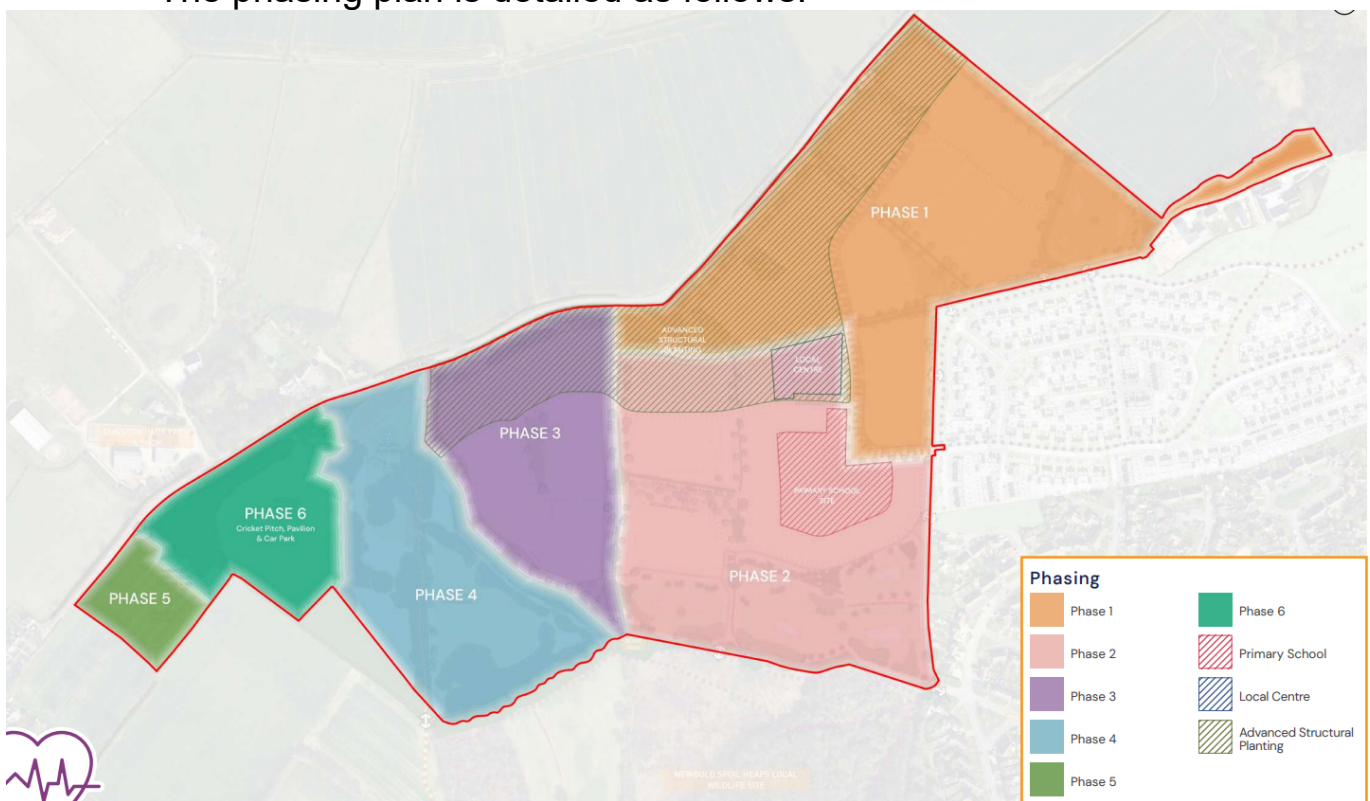 The phasing plan is detailed as follows:
PHASE 1
ADVANCED
STRUCTURAL
PLANTING
LOCAL
CENTRE
PHASE 3
PRIMARY SCHOOL
SITE
PHASE 6
Cricket Pitch, Pavilion
& Car Park
PHASE 2
PHASE 4
PHASE 5
NEWBOLD SPOIL HEAPS LOCAL
WILDLIFE SITE
Phasing
Phase 1
Phase 2
Phase 3
Phase 4
Phase 5
Phase 6
Primary School
Local Centre
Advanced Structural
Planting